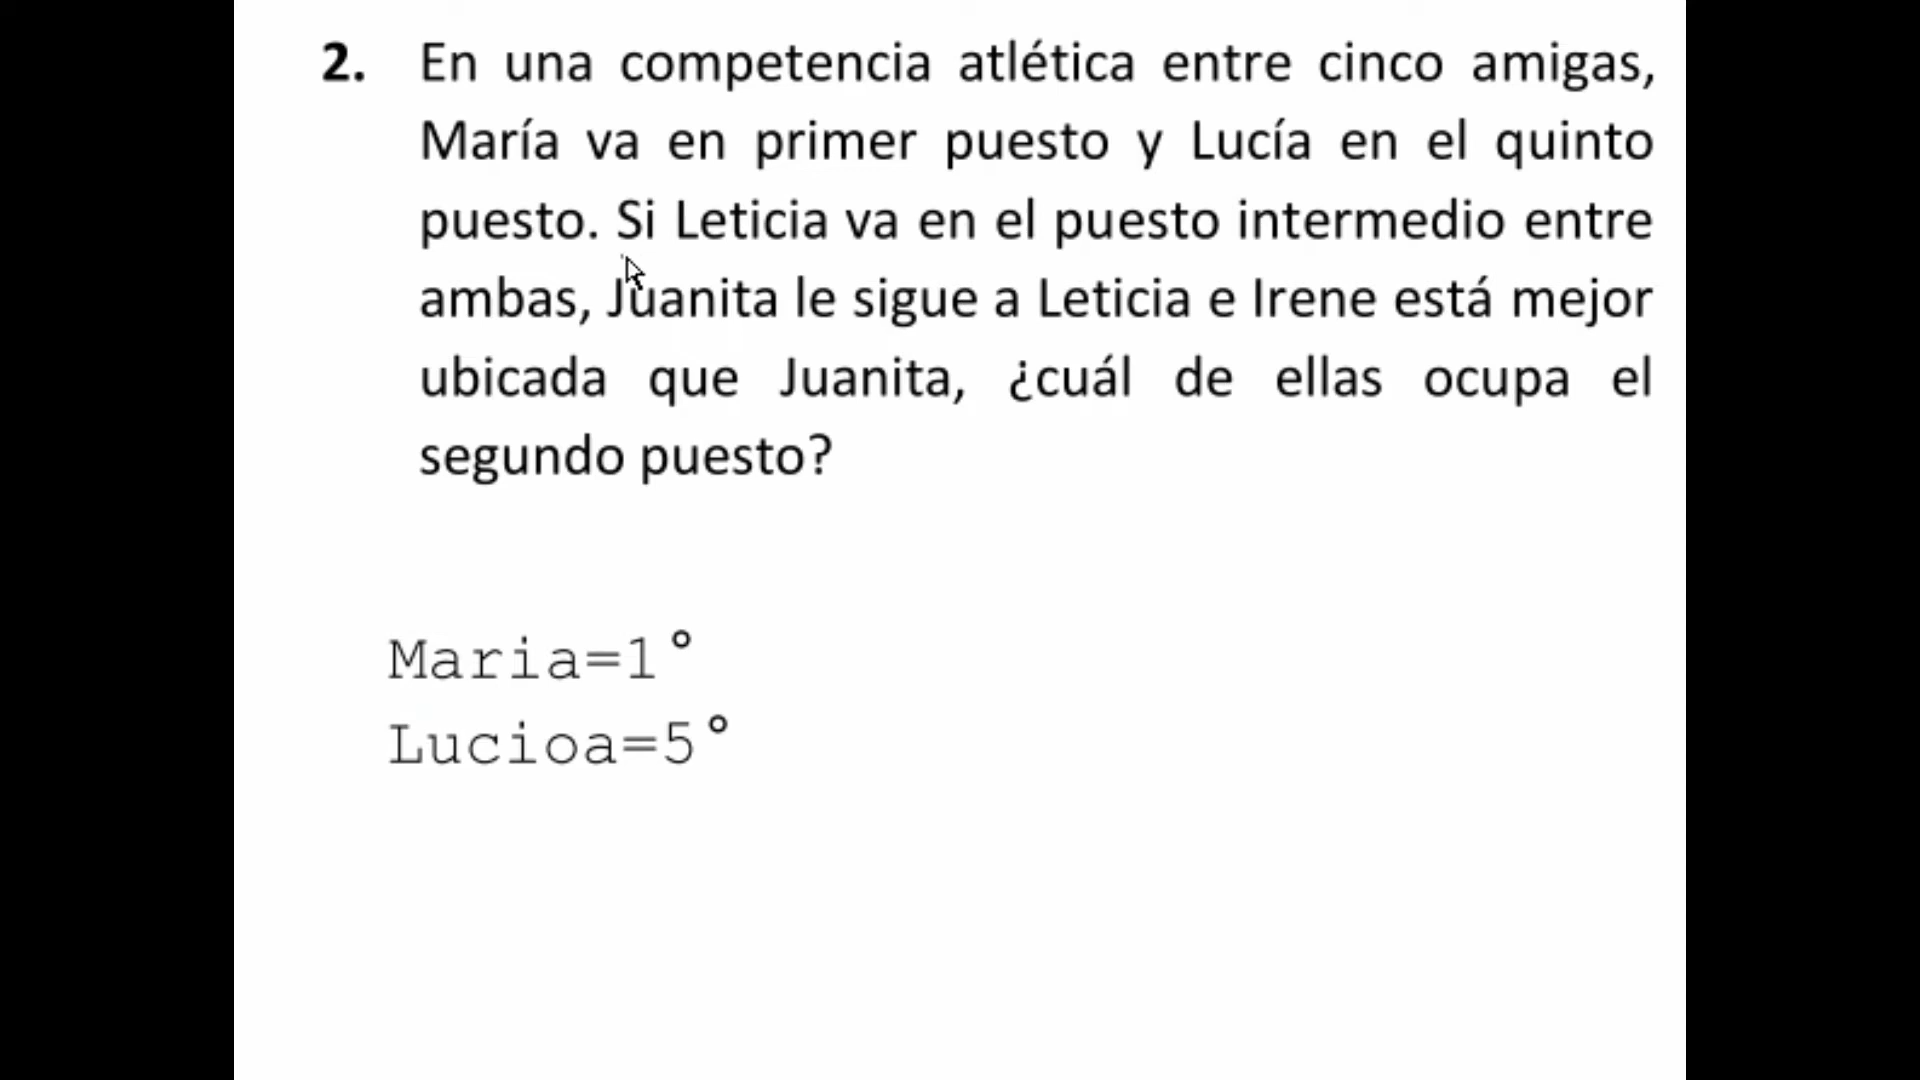 2. En una competencia atlética entre cinco amigas,
María va en primer puesto y Lucía en el quinto
puesto. Si Leticia va en el puesto intermedio entre
ambas, Juanita le sigue a Leticia e Irene está mejor
ubicada que Juanita, ¿cuál de ellas ocupa el
segundo puesto?
Maria=1°
Lucioa=5°